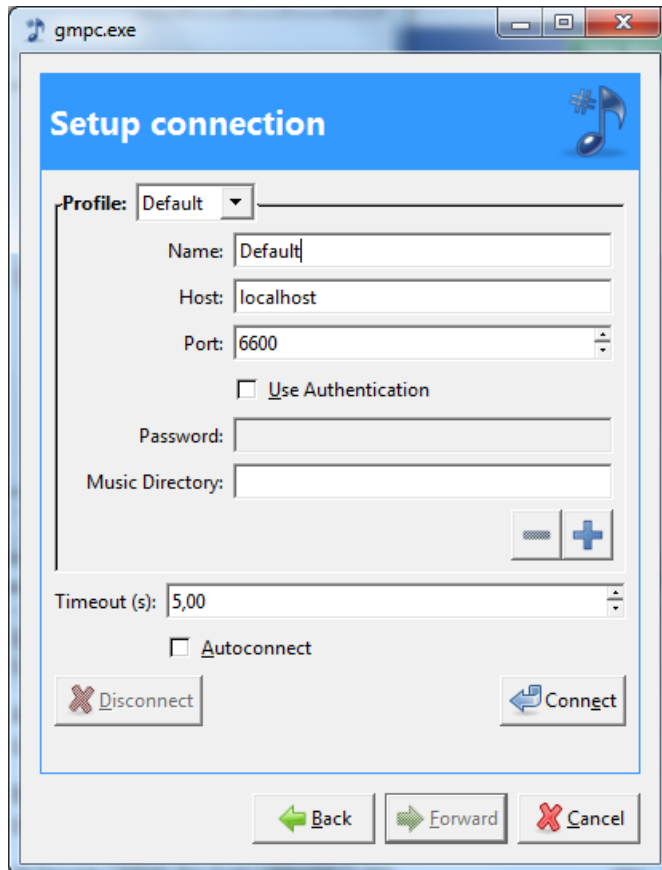 gmpc.exe
Setup connection
Profile: Default
Name: Default
Host: localhost
Port: 6600
Use Authentication
Password:
Music Directory:
Timeout (s): 5,00
Autoconnect
Disconnect Connect
Back Forward Cancel